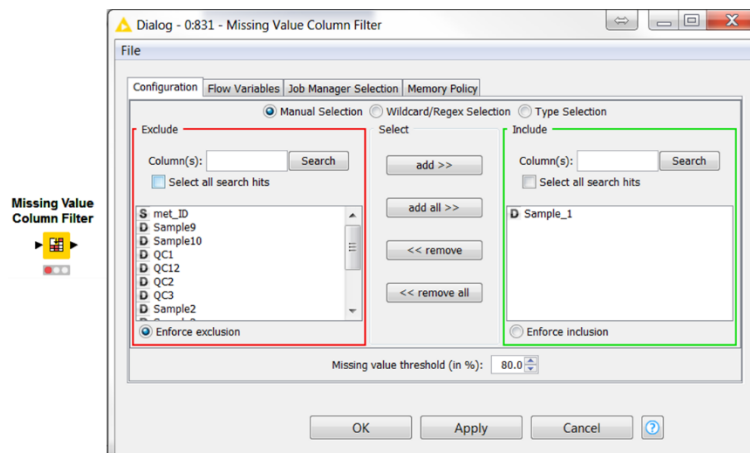 Dialog - 0:831 - Missing Value Column Filter
File
Configuration Flow Variables Job Manager Selection Memory Policy
Manual Selection Wildcard/Regex Selection Type Selection
Exclude Select Include
Column(s): Search add >> Column(s): Search
Select all search hits Select all search hits
add all >>
Missing Value
Column Filter
S met_ID D Sample_1
D Sample9
D Sample10
D QC1
<< remove
D QC12
D QC2
D QC3
<< remove all
D Sample2
Enforce exclusion Enforce inclusion
Missing value threshold (in %): 80.0
OK Apply Cancel ?